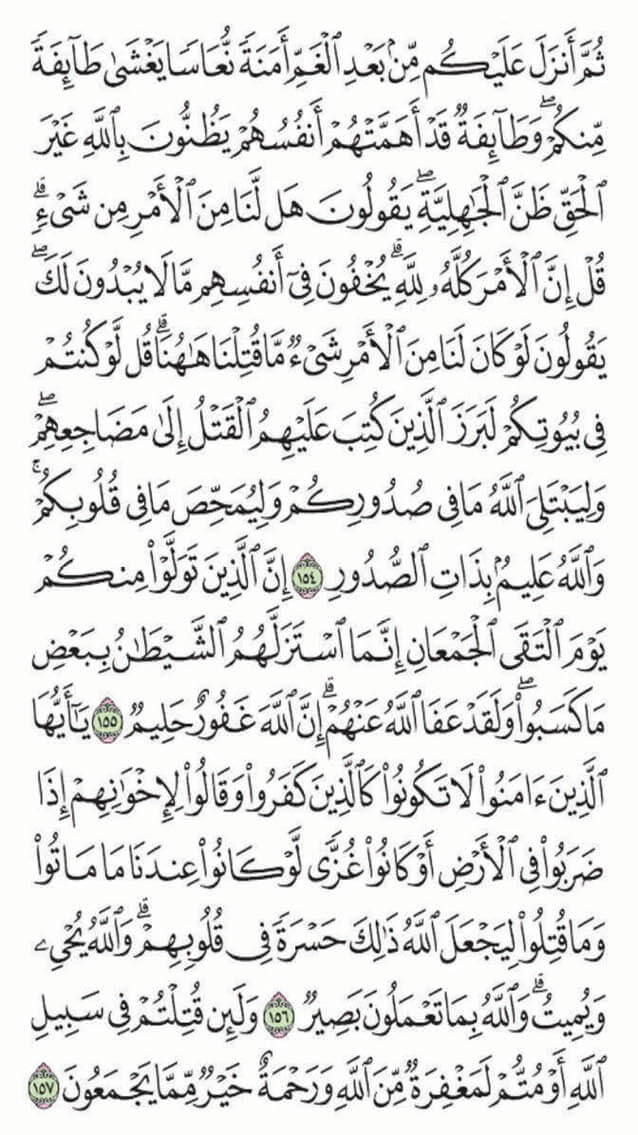 ثُمَّ أَنزَلَ عَلَيْكُم مِّنۢ بَعْدِ ٱلْغَمِّ أَمَنَةً نُّعَاسًا يَغْشَىٰ طَآئِفَةً
مِّنكُمْۖ وَطَآئِفَةٌ قَدْ أَهَمَّتْهُمْ أَنفُسُهُمْ يَظُنُّونَ بِٱللَّهِ غَيْرَ
ٱلْحَقِّ ظَنَّ ٱلْجَٰهِلِيَّةِۖ يَقُولُونَ هَل لَّنَا مِنَ ٱلْأَمْرِ مِن شَىْءٍۗ
قُلْ إِنَّ ٱلْأَمْرَ كُلَّهُۥ لِلَّهِۗ يُخْفُونَ فِىٓ أَنفُسِهِم مَّا لَا يُبْدُونَ لَكَۖ
يَقُولُونَ لَوْ كَانَ لَنَا مِنَ ٱلْأَمْرِ شَىْءٌ مَّا قُتِلْنَا هَٰهُنَاۗ قُل لَّوْ كُنتُمْ
فِى بُيُوتِكُمْ لَبَرَزَ ٱلَّذِينَ كُتِبَ عَلَيْهِمُ ٱلْقَتْلُ إِلَىٰ مَضَاجِعِهِمْۖ
وَلِيَبْتَلِىَ ٱللَّهُ مَا فِى صُدُورِكُمْ وَلِيُمَحِّصَ مَا فِى قُلُوبِكُمْۚ
وَٱللَّهُ عَلِيمٌۢ بِذَاتِ ٱلصُّدُورِ ١٥٤ إِنَّ ٱلَّذِينَ تَوَلَّوْا۟ مِنكُمْ
يَوْمَ ٱلْتَقَى ٱلْجَمْعَانِ إِنَّمَا ٱسْتَزَلَّهُمُ ٱلشَّيْطَٰنُ بِبَعْضِ
مَا كَسَبُوا۟ۖ وَلَقَدْ عَفَا ٱللَّهُ عَنْهُمْۗ إِنَّ ٱللَّهَ غَفُورٌ حَلِيمٌ ١٥٥ يَٰٓأَيُّهَا
ٱلَّذِينَ ءَامَنُوا۟ لَا تَكُونُوا۟ كَٱلَّذِينَ كَفَرُوا۟ وَقَالُوا۟ لِإِخْوَٰنِهِمْ إِذَا
ضَرَبُوا۟ فِى ٱلْأَرْضِ أَوْ كَانُوا۟ غُزًّى لَّوْ كَانُوا۟ عِندَنَا مَا مَاتُوا۟
وَمَا قُتِلُوا۟ لِيَجْعَلَ ٱللَّهُ ذَٰلِكَ حَسْرَةً فِى قُلُوبِهِمْۗ وَٱللَّهُ يُحْىِۦ
وَيُمِيتُۗ وَٱللَّهُ بِمَا تَعْمَلُونَ بَصِيرٌ ١٥٦ وَلَئِن قُتِلْتُمْ فِى سَبِيلِ
ٱللَّهِ أَوْ مُتُّمْ لَمَغْفِرَةٌ مِّنَ ٱللَّهِ وَرَحْمَةٌ خَيْرٌ مِّمَّا يَجْمَعُونَ ١٥٧